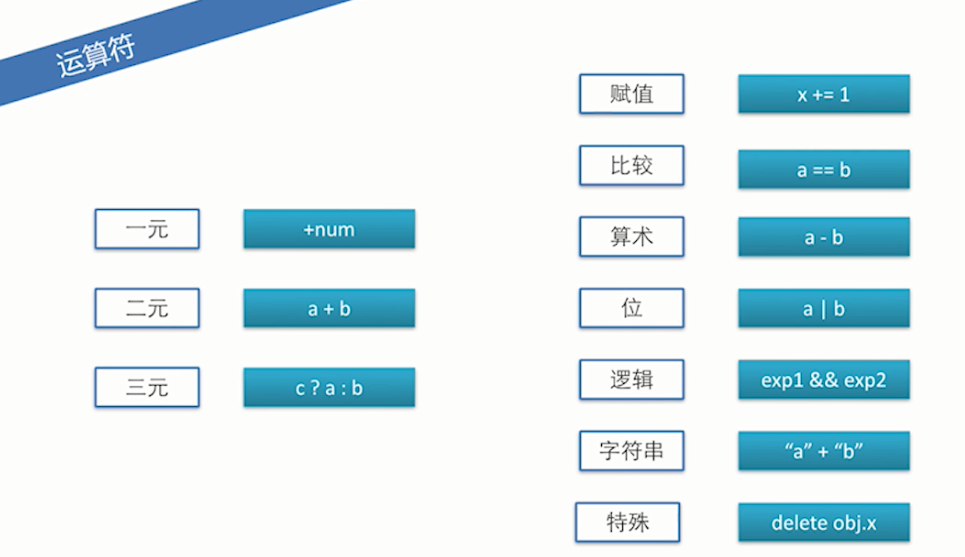 运算符
一元 +num
二元 a + b
三元 c ? a : b
赋值 x += 1
比较 a == b
算术 a - b
位 a | b
逻辑 exp1 && exp2
字符串 “a” + “b”
特殊 delete obj.x